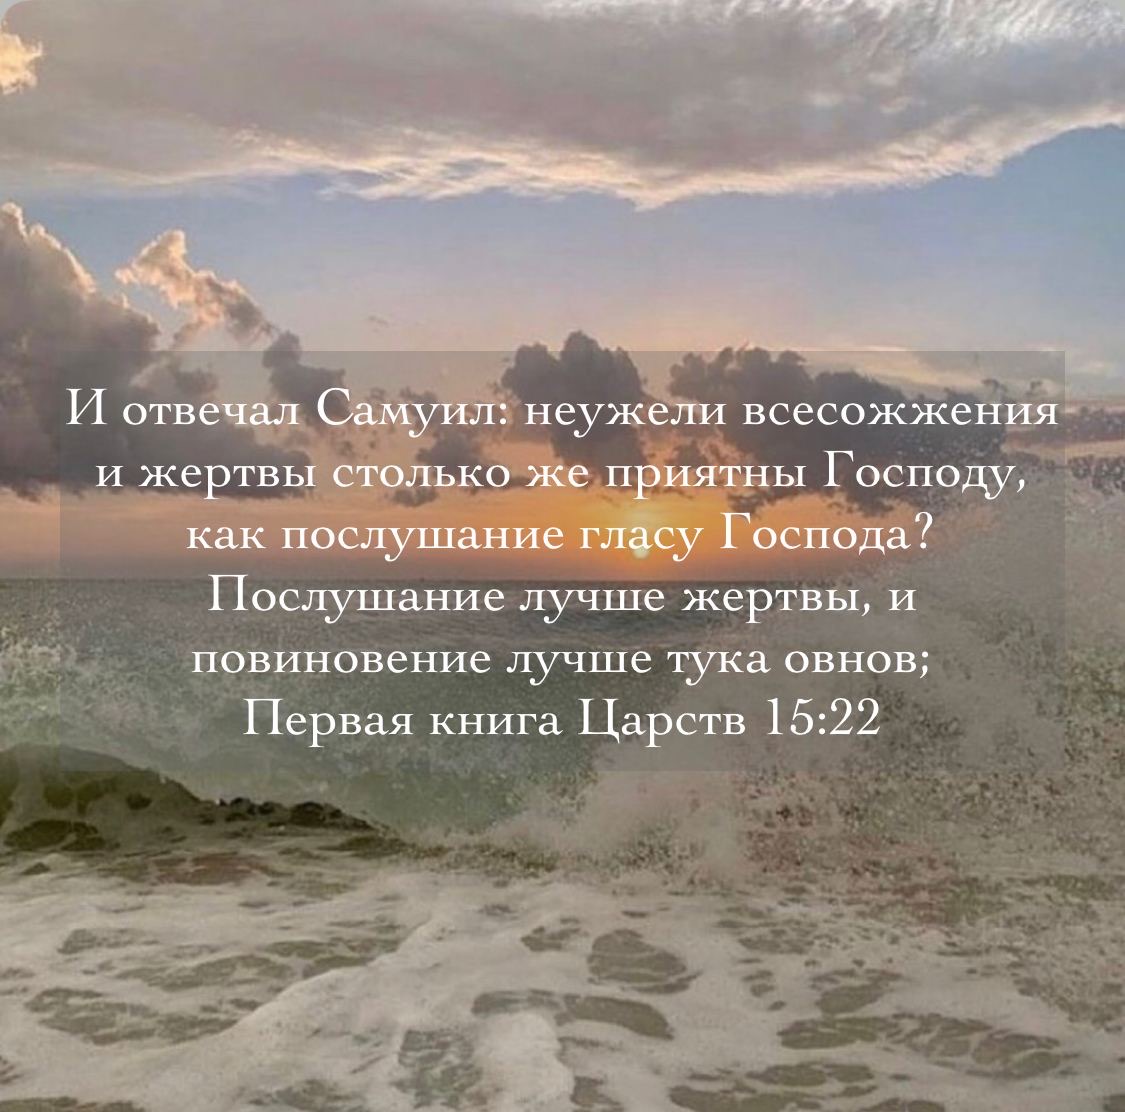 И отвечал Самуил: неужели всесожжения
и жертвы столько же приятны Господу,
как послушание гласу Господа?
Послушание лучше жертвы, и
повиновение лучше тука овнов;
Первая книга Царств 15:22